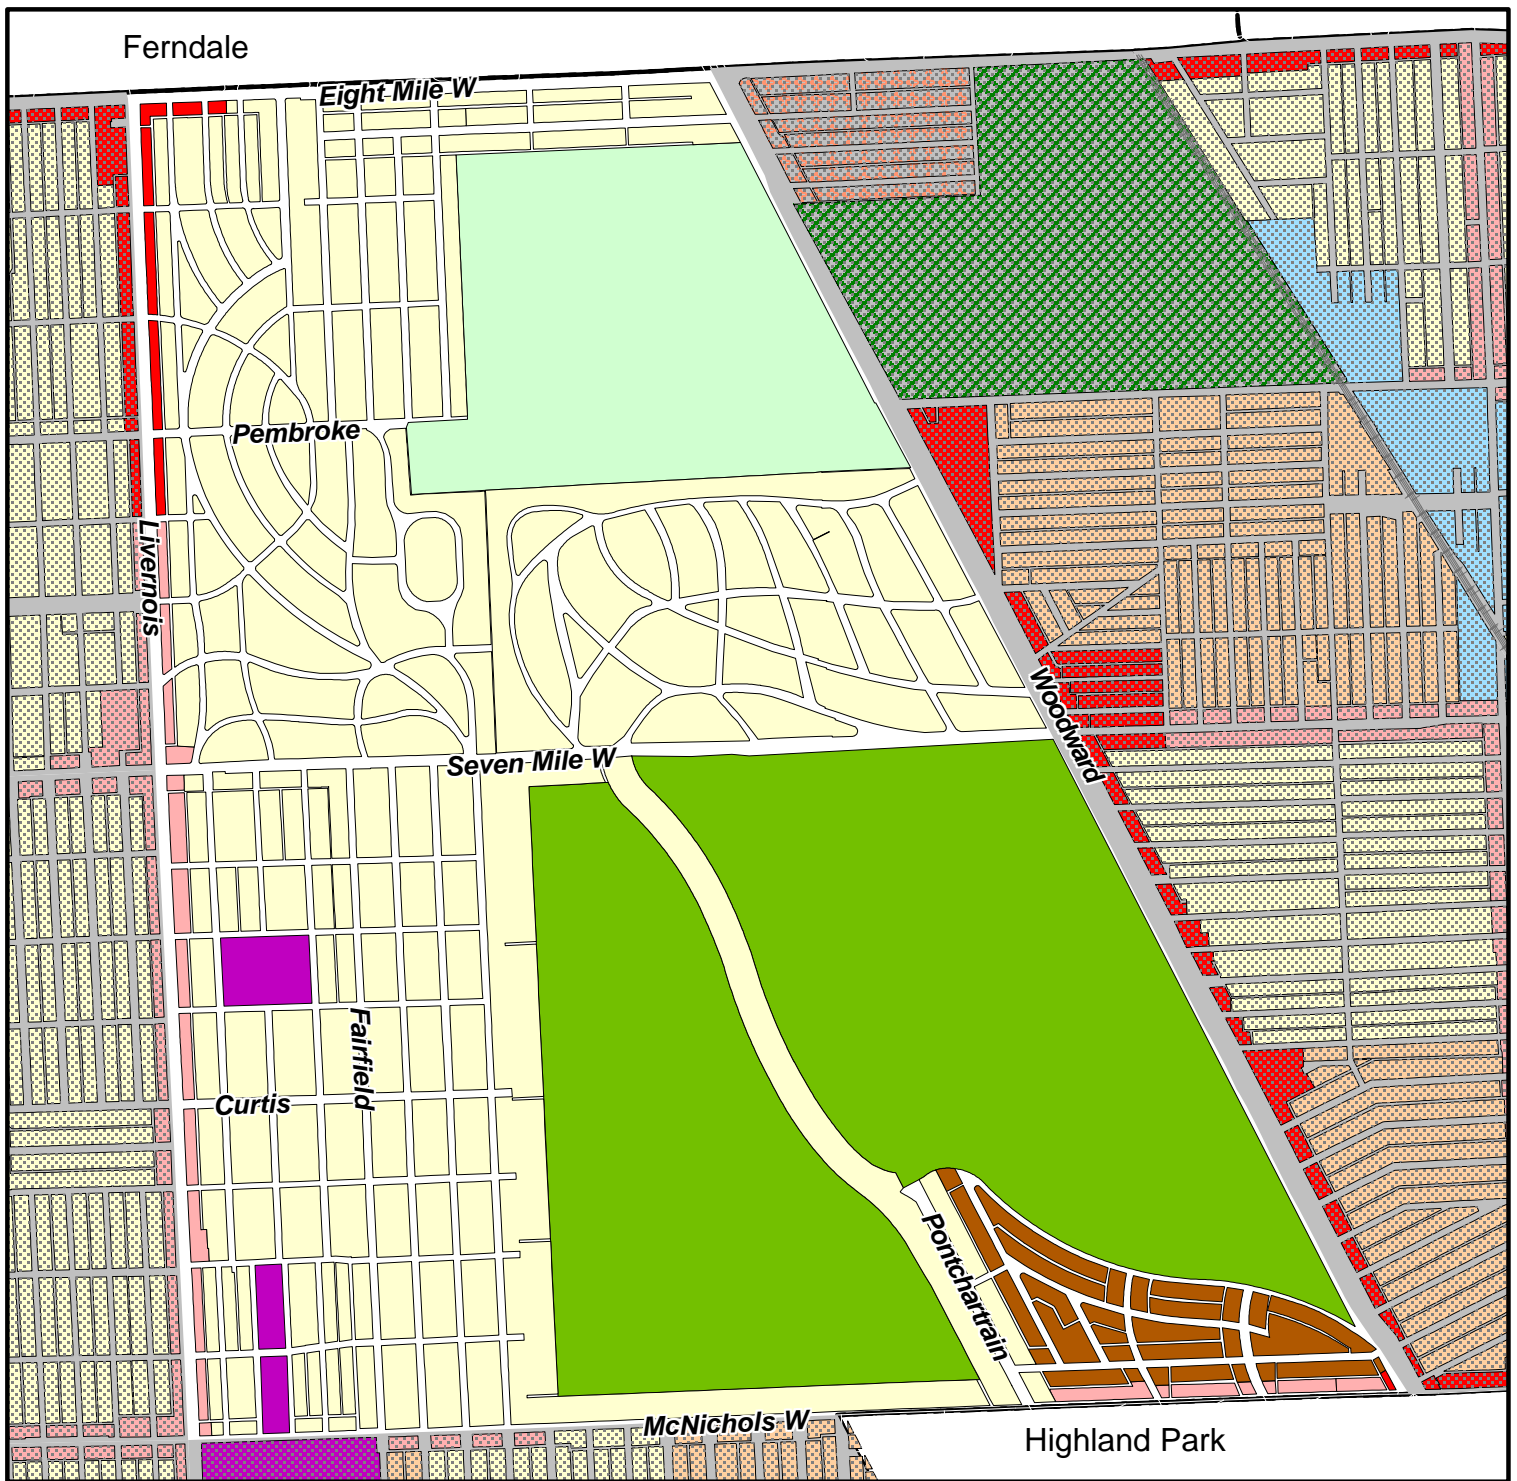 Ferndale
Eight Mile W
Pembroke
Livernois
Woodward
Seven Mile W
Fairfield
Curtis
Pontchartrain
McNichols W
Highland Park